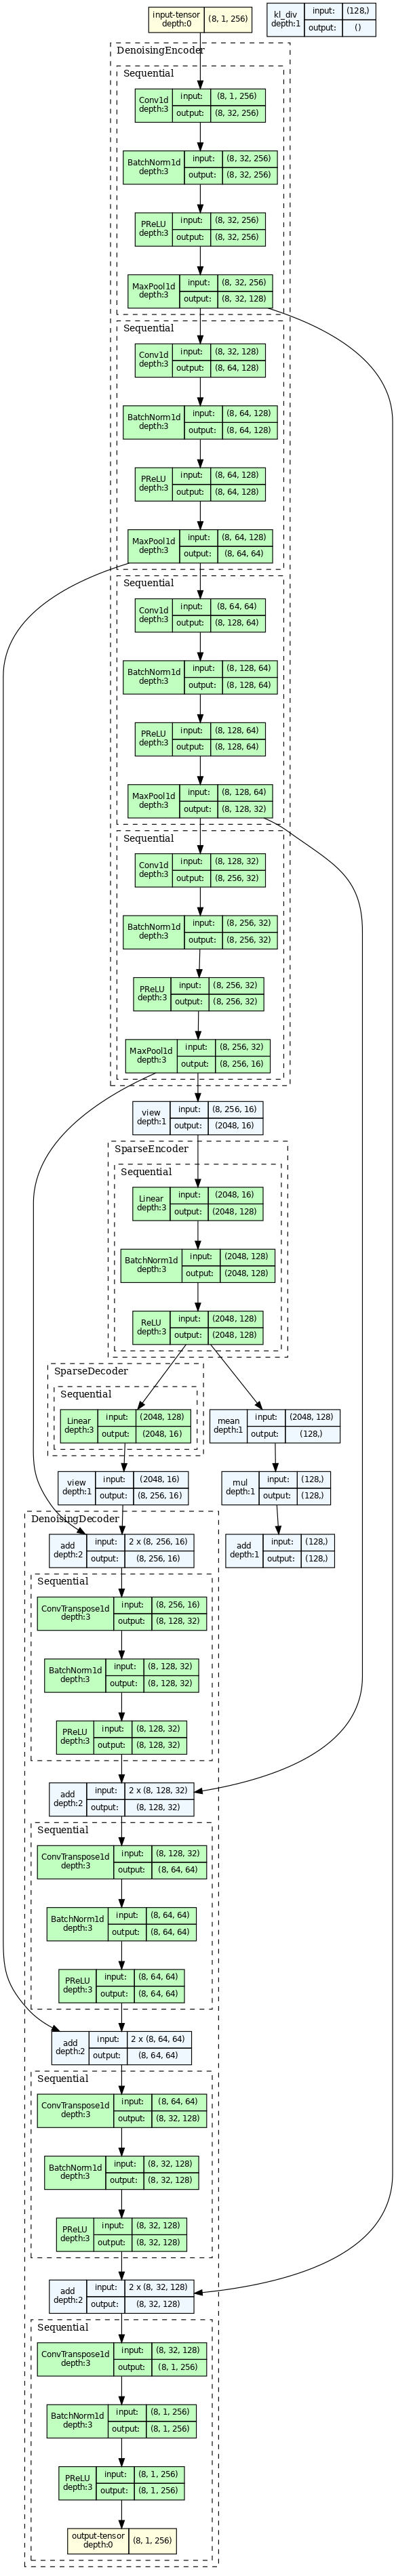 input-tensor depth:0 (8, 1, 256)
kl_div depth:1 input: (128,) output: ()
DenoisingEncoder
Sequential
Conv1d depth:3 input: (8, 1, 256) output: (8, 32, 256)
BatchNorm1d depth:3 input: (8, 32, 256) output: (8, 32, 256)
PReLU depth:3 input: (8, 32, 256) output: (8, 32, 256)
MaxPool1d depth:3 input: (8, 32, 256) output: (8, 32, 128)
Sequential
Conv1d depth:3 input: (8, 32, 128) output: (8, 64, 128)
BatchNorm1d depth:3 input: (8, 64, 128) output: (8, 64, 128)
PReLU depth:3 input: (8, 64, 128) output: (8, 64, 128)
MaxPool1d depth:3 input: (8, 64, 128) output: (8, 64, 64)
Sequential
Conv1d depth:3 input: (8, 64, 64) output: (8, 128, 64)
BatchNorm1d depth:3 input: (8, 128, 64) output: (8, 128, 64)
PReLU depth:3 input: (8, 128, 64) output: (8, 128, 64)
MaxPool1d depth:3 input: (8, 128, 64) output: (8, 128, 32)
Sequential
Conv1d depth:3 input: (8, 128, 32) output: (8, 256, 32)
BatchNorm1d depth:3 input: (8, 256, 32) output: (8, 256, 32)
PReLU depth:3 input: (8, 256, 32) output: (8, 256, 32)
MaxPool1d depth:3 input: (8, 256, 32) output: (8, 256, 16)
view depth:1 input: (8, 256, 16) output: (2048, 16)
SparseEncoder
Sequential
Linear depth:3 input: (2048, 16) output: (2048, 128)
BatchNorm1d depth:3 input: (2048, 128) output: (2048, 128)
ReLU depth:3 input: (2048, 128) output: (2048, 128)
SparseDecoder
Sequential
Linear depth:3 input: (2048, 128) output: (2048, 16)
mean depth:1 input: (2048, 128) output: (128,)
view depth:1 input: (2048, 16) output: (8, 256, 16)
mul depth:1 input: (128,) output: (128,)
DenoisingDecoder
add depth:2 input: 2 x (8, 256, 16) output: (8, 256, 16)
add depth:1 input: (128,) output: (128,)
Sequential
ConvTranspose1d depth:3 input: (8, 256, 16) output: (8, 128, 32)
BatchNorm1d depth:3 input: (8, 128, 32) output: (8, 128, 32)
PReLU depth:3 input: (8, 128, 32) output: (8, 128, 32)
add depth:2 input: 2 x (8, 128, 32) output: (8, 128, 32)
Sequential
ConvTranspose1d depth:3 input: (8, 128, 32) output: (8, 64, 64)
BatchNorm1d depth:3 input: (8, 64, 64) output: (8, 64, 64)
PReLU depth:3 input: (8, 64, 64) output: (8, 64, 64)
add depth:2 input: 2 x (8, 64, 64) output: (8, 64, 64)
Sequential
ConvTranspose1d depth:3 input: (8, 64, 64) output: (8, 32, 128)
BatchNorm1d depth:3 input: (8, 32, 128) output: (8, 32, 128)
PReLU depth:3 input: (8, 32, 128) output: (8, 32, 128)
add depth:2 input: 2 x (8, 32, 128) output: (8, 32, 128)
Sequential
ConvTranspose1d depth:3 input: (8, 32, 128) output: (8, 1, 256)
BatchNorm1d depth:3 input: (8, 1, 256) output: (8, 1, 256)
PReLU depth:3 input: (8, 1, 256) output: (8, 1, 256)
output-tensor depth:0 (8, 1, 256)